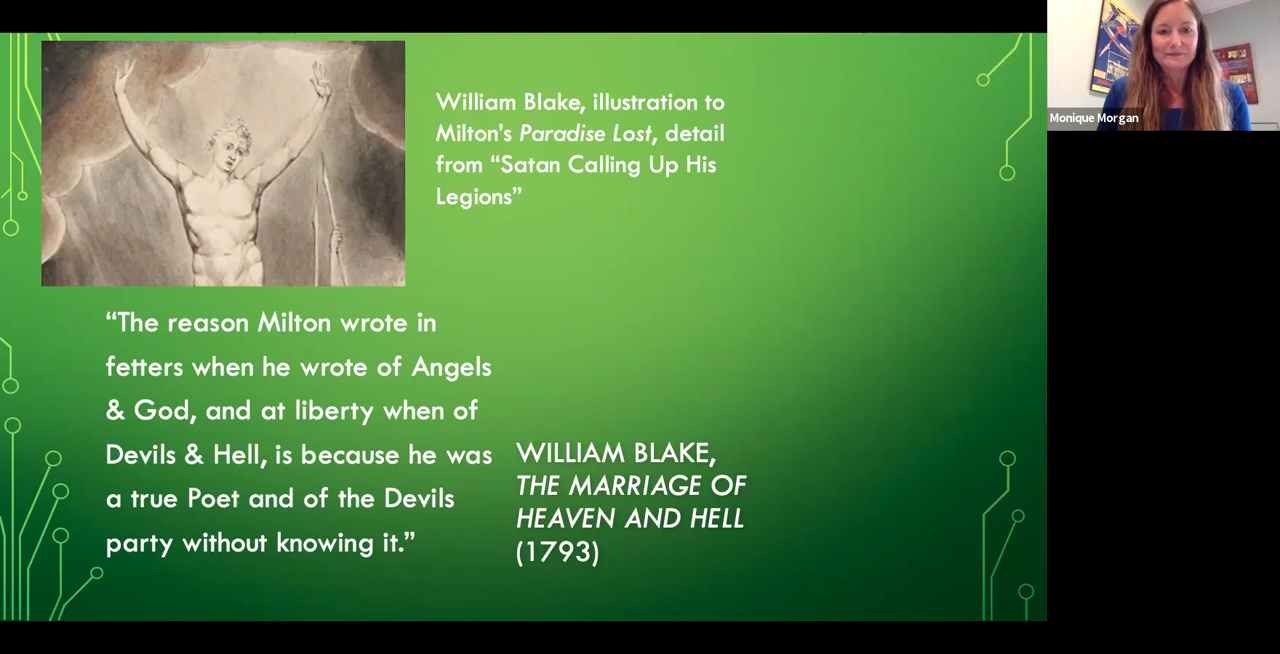 William Blake, illustration to
Milton’s Paradise Lost, detail
from “Satan Calling Up His
Legions”
“The reason Milton wrote in
fetters when he wrote of Angels
& God, and at liberty when of
Devils & Hell, is because he was
a true Poet and of the Devils
party without knowing it.”
WILLIAM BLAKE,
THE MARRIAGE OF
HEAVEN AND HELL
(1793)
Monique Morgan